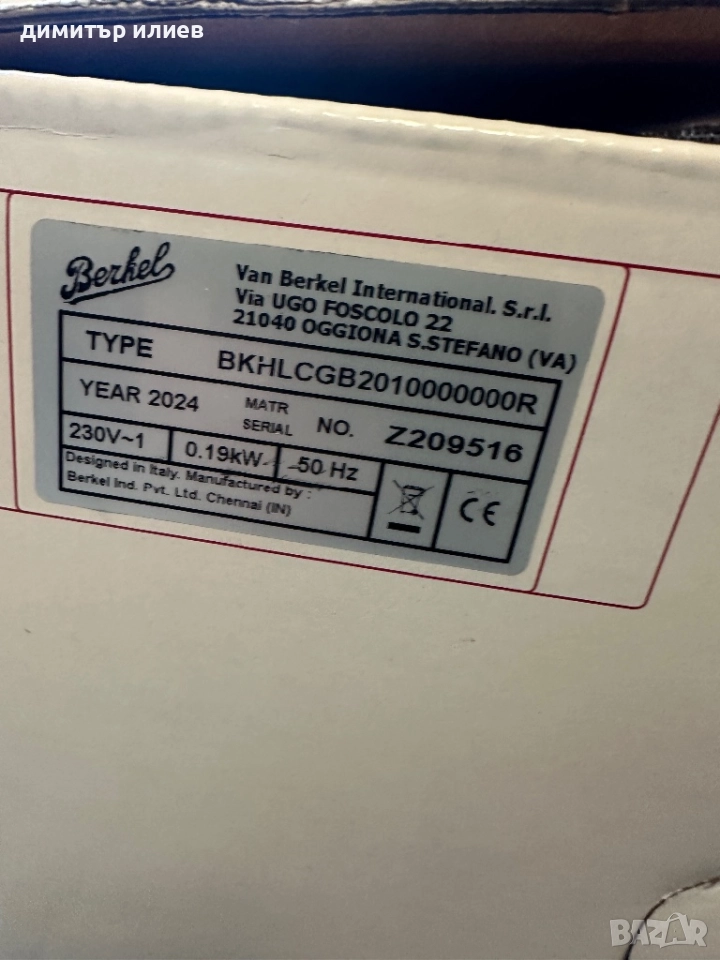 димитър илиев
Berkel
Van Berkel International. S.r.l.
Via UGO FOSCOLO 22
21040 OGGIONA S.STEFANO (VA)
TYPE BKHLCGB2010000000R
YEAR 2024 MATR SERIAL NO. Z209516
230V~1 0.19kW 50 Hz
Designed in Italy. Manufactured by :
Berkel Ind. Pvt. Ltd. Chennai (IN)
CE
BAZAR